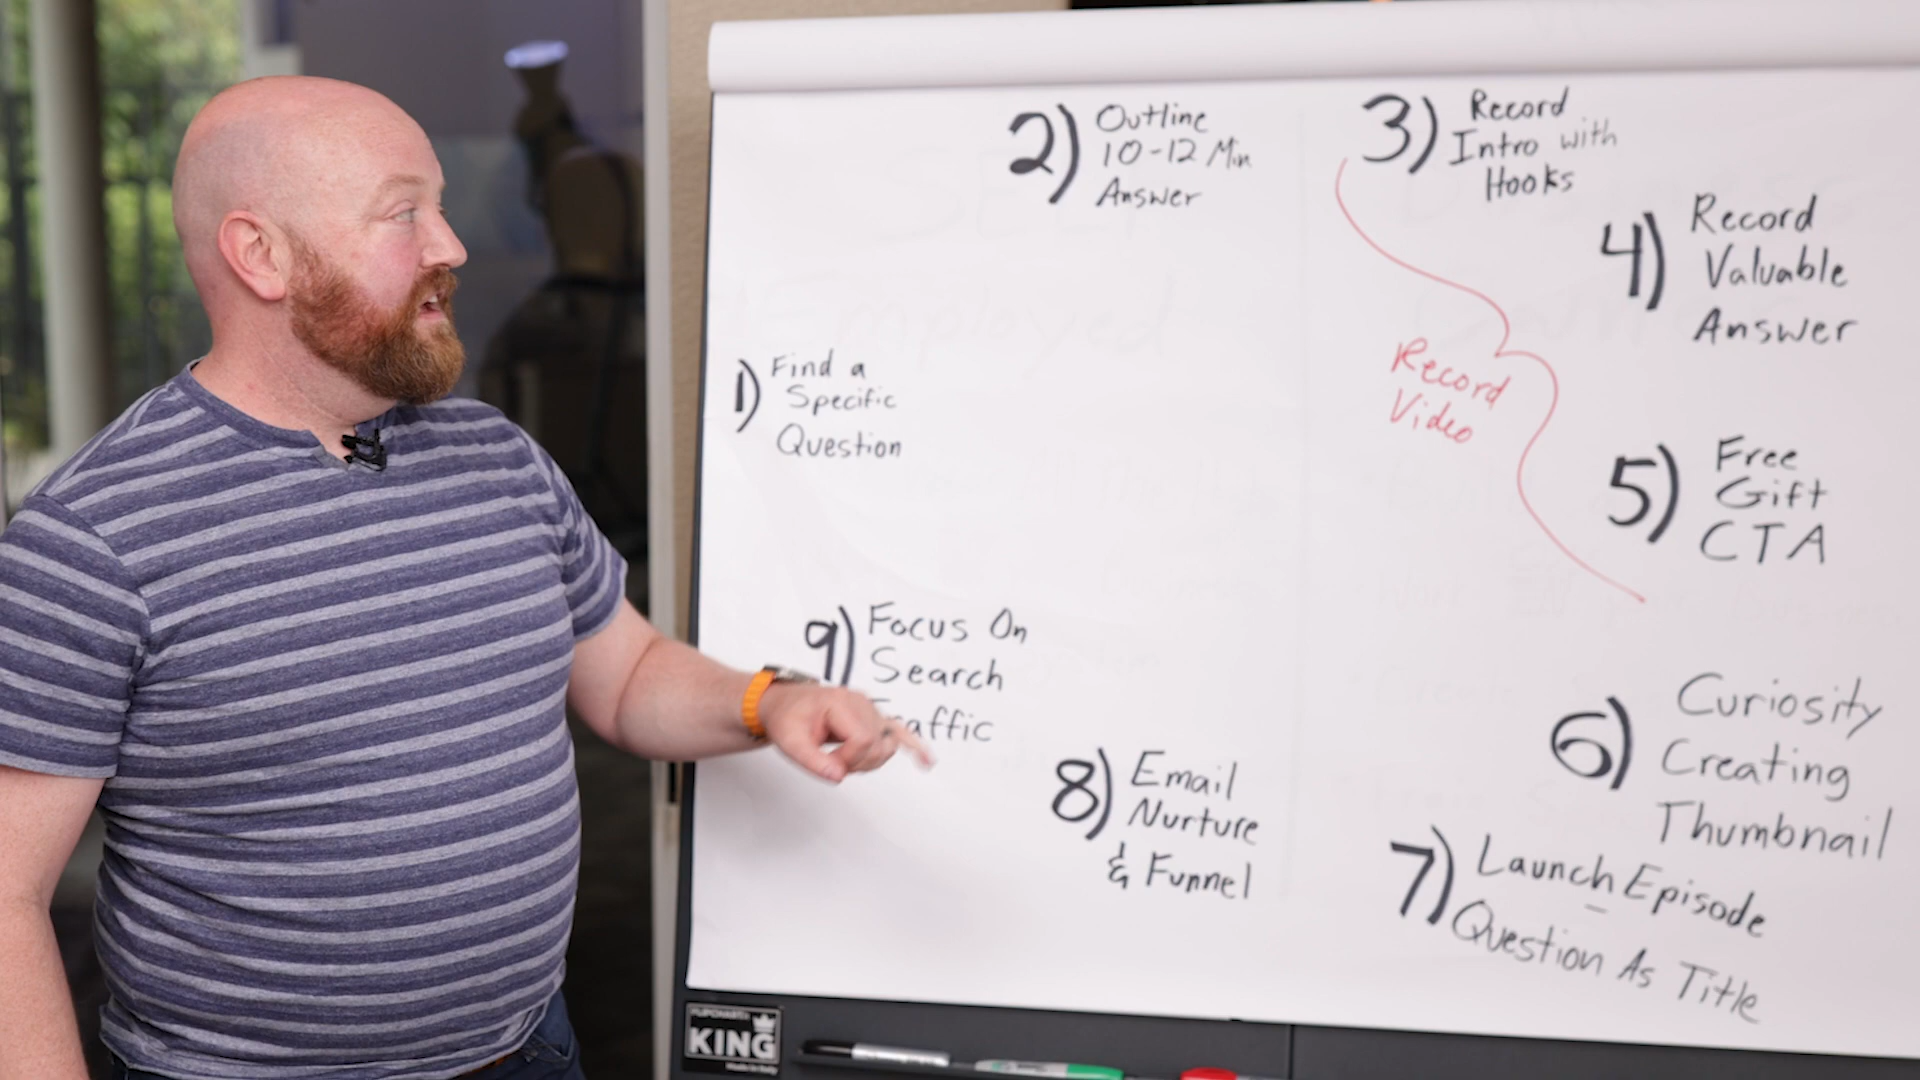 1) Find a
Specific
Question
2) Outline
10-12 Min
Answer
3) Record
Intro with
Hooks
4) Record
Valuable
Answer
Record
Video
5) Free
Gift
CTA
6) Curiosity
Creating
Thumbnail
7) Launch Episode
Question As Title
8) Email
Nurture
& Funnel
9) Focus On
Search
Traffic
KING